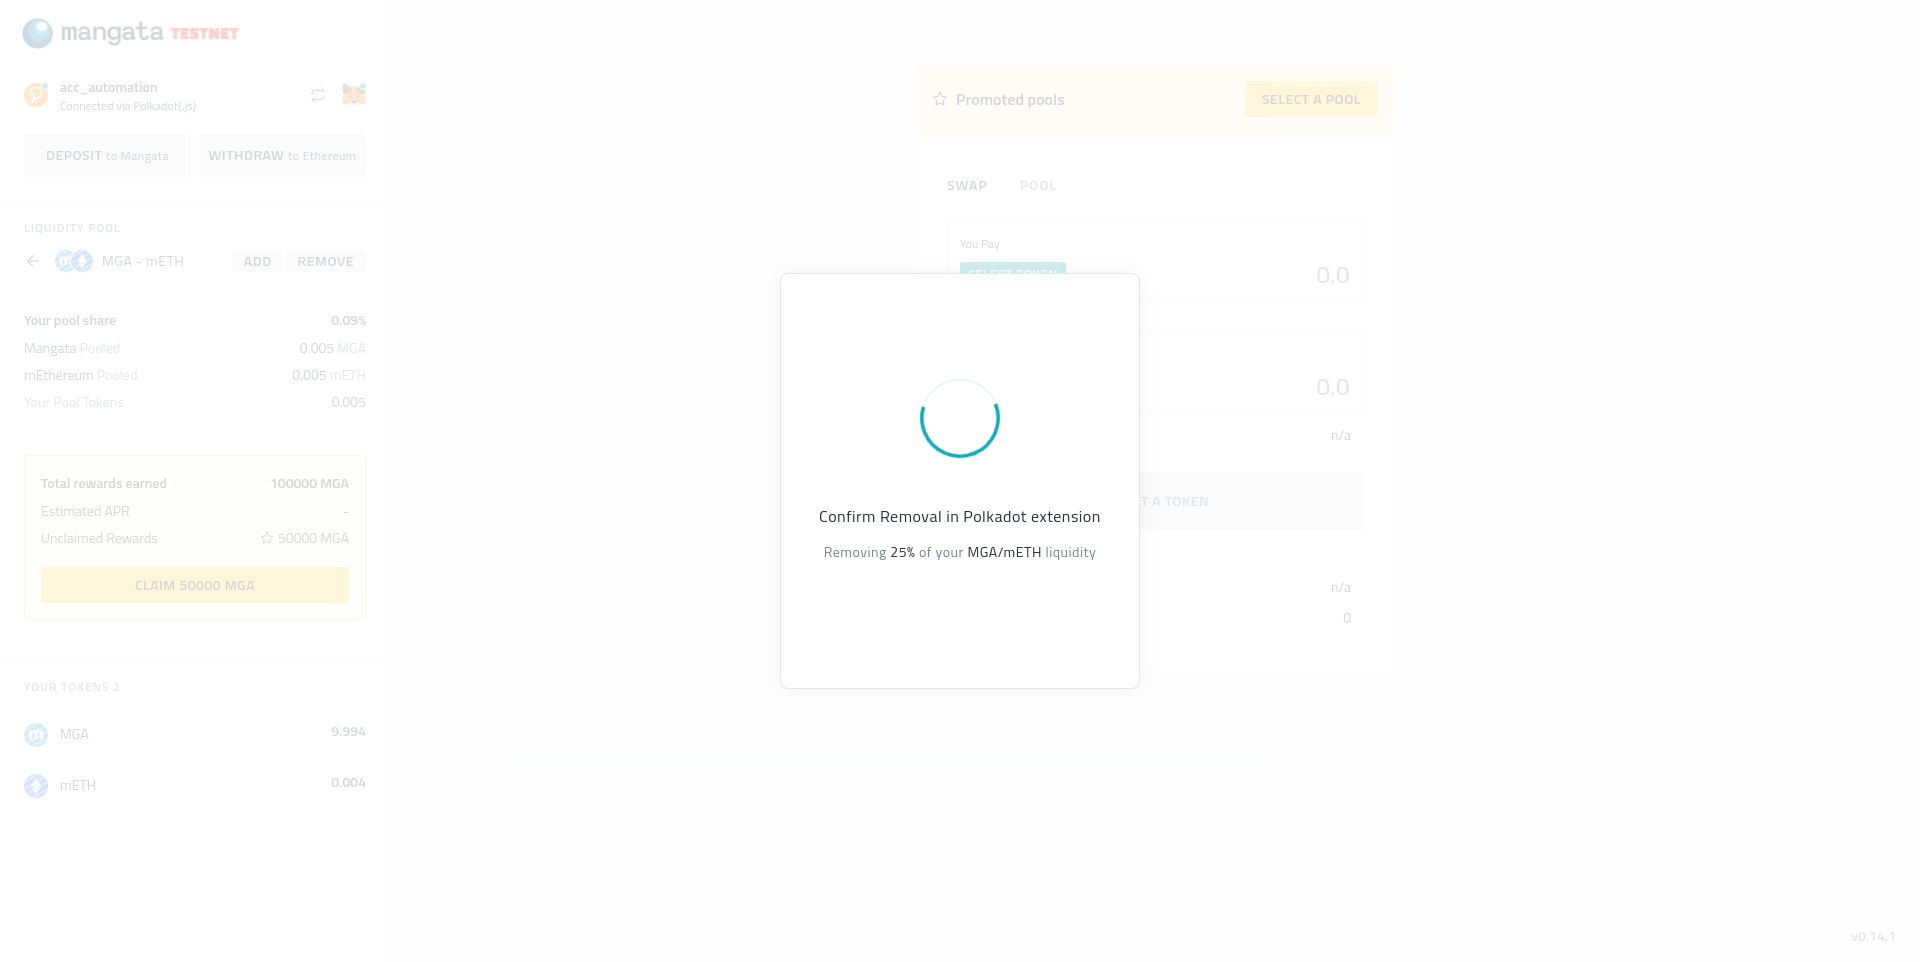 mangata TESTNET
acc_automation
Connected via Polkadot{.js}
DEPOSIT to Mangata
WITHDRAW to Ethereum
LIQUIDITY POOL
MGA - mETH
ADD
REMOVE
Your pool share 0.09%
Mangata Pooled 0.005 MGA
mEthereum Pooled 0.005 mETH
Your Pool Tokens 0.005
Total rewards earned 100000 MGA
Estimated APR -
Unclaimed Rewards 50000 MGA
CLAIM 50000 MGA
YOUR TOKENS 2
MGA 9.994
mETH 0.004
Promoted pools
SELECT A POOL
SWAP POOL
You Pay
SELECT TOKEN
0.0
0.0
n/a
T A TOKEN
n/a
0
Confirm Removal in Polkadot extension
Removing 25% of your MGA/mETH liquidity
v0.14.1